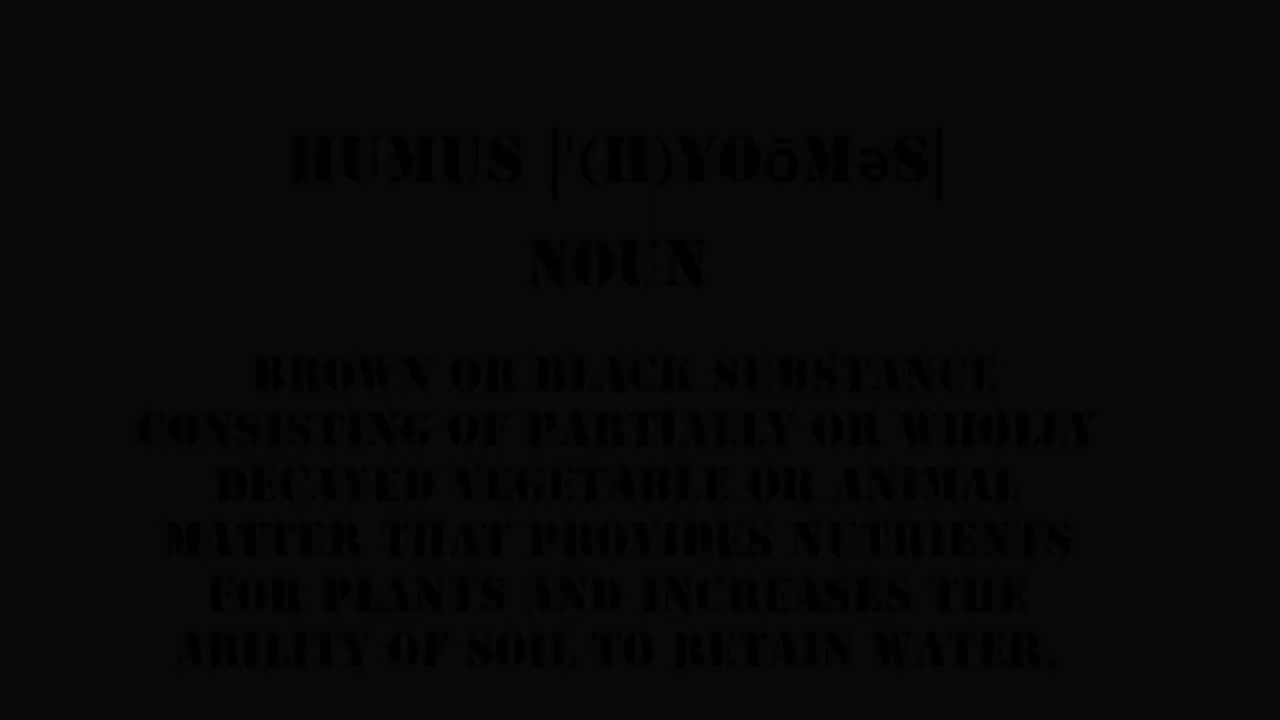 HUMUS |ˈ(H)YOōMəS|
NOUN
BROWN OR BLACK SUBSTANCE
CONSISTING OF PARTIALLY OR WHOLLY
DECAYED VEGETABLE OR ANIMAL
MATTER THAT PROVIDES NUTRIENTS
FOR PLANTS AND INCREASES THE
ABILITY OF SOIL TO RETAIN WATER.